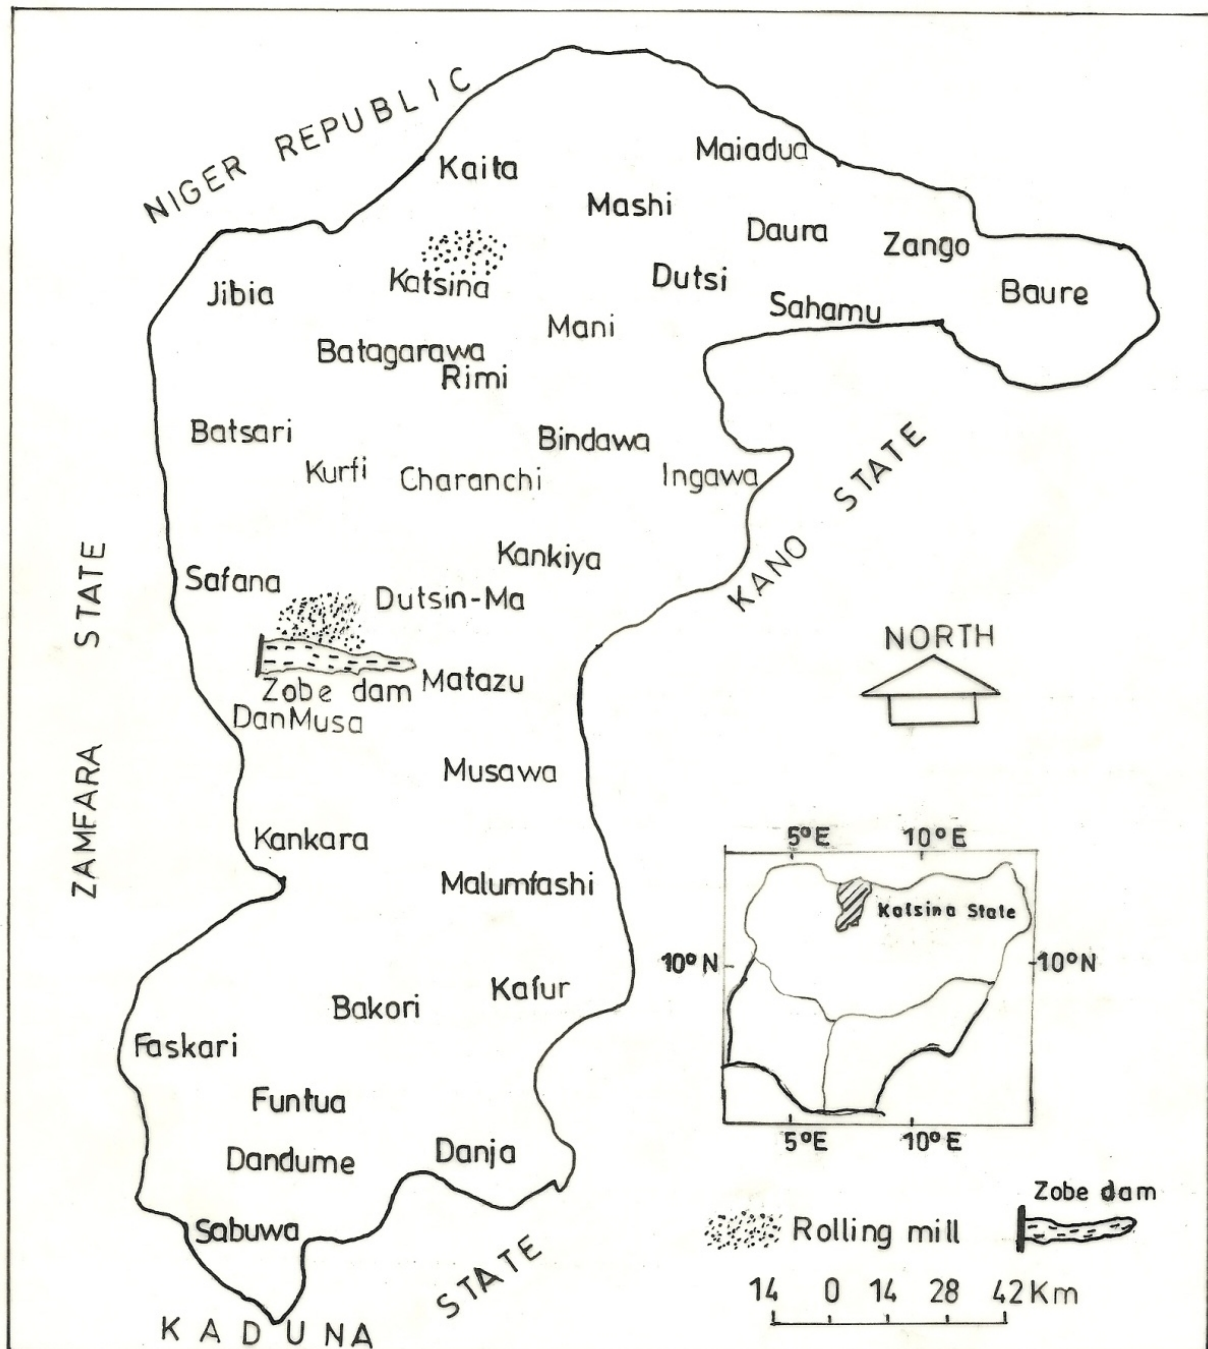 NIGER REPUBLIC
Maiadua
Kaita
Mashi
Daura
Zango
Katsina
Jibia
Dutsi
Baure
Sahamu
Mani
Batagarawa
Rimi
Batsari
Bindawa
Kurfi
Charanchi
Ingawa
KANO STATE
Kankiya
Safana
Dutsin-Ma
ZAMFARA STATE
NORTH
Zobe dam
Matazu
DanMusa
Musawa
Kankara
Malumfashi
Kafur
Bakori
Faskari
Funtua
Dandume
Danja
Sabuwa
KADUNA STATE
5°E 10°E
Katsina State
10°N 10°N
5°E 10°E
Zobe dam
Rolling mill
14 0 14 28 42Km